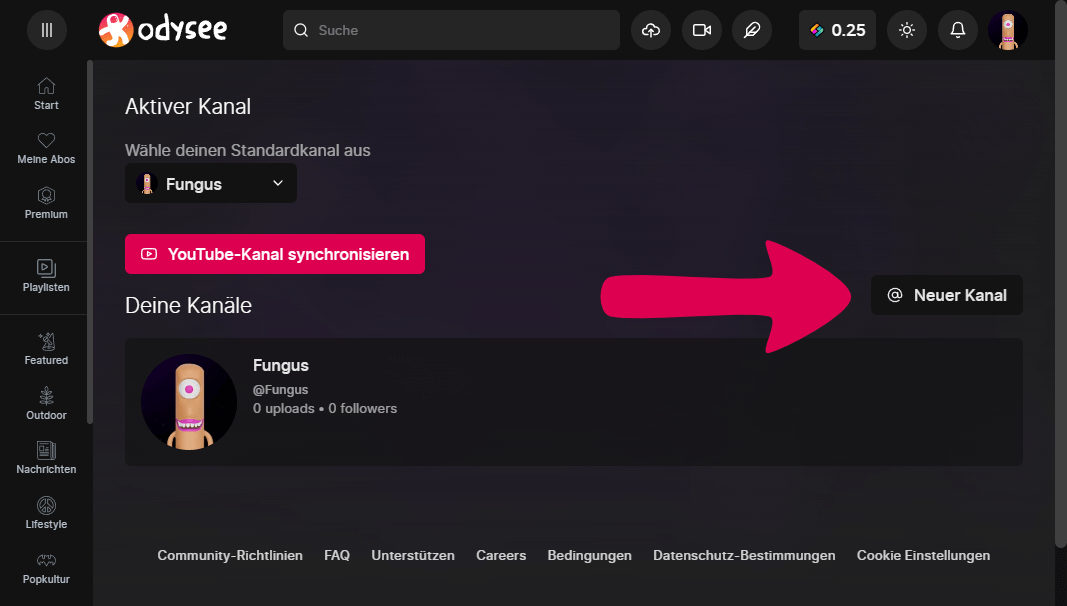 odysee
Suche
0.25
Start
Meine Abos
Premium
Playlisten
Featured
Outdoor
Nachrichten
Lifestyle
Popkultur
Aktiver Kanal
Wähle deinen Standardkanal aus
Fungus
YouTube-Kanal synchronisieren
Deine Kanäle
@ Neuer Kanal
Fungus
@Fungus
0 uploads • 0 followers
Community-Richtlinien FAQ Unterstützen Careers Bedingungen Datenschutz-Bestimmungen Cookie Einstellungen